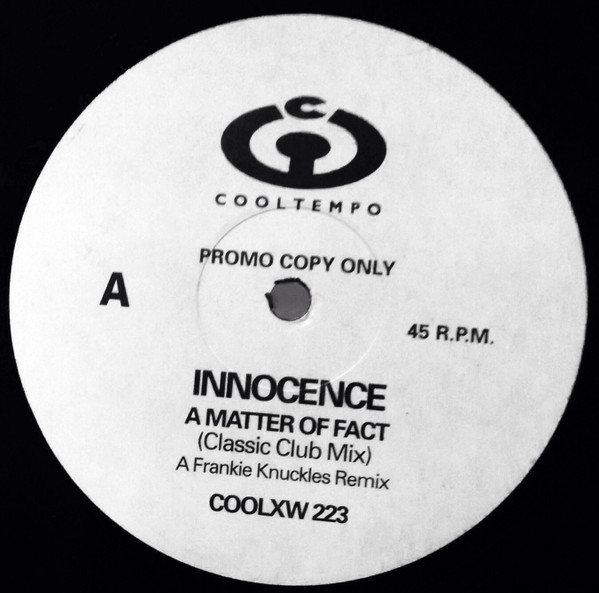 C
COOLTEMPO
PROMO COPY ONLY
A
45 R.P.M.
INNOCENCE
A MATTER OF FACT
(Classic Club Mix)
A Frankie Knuckles Remix
COOLXW 223